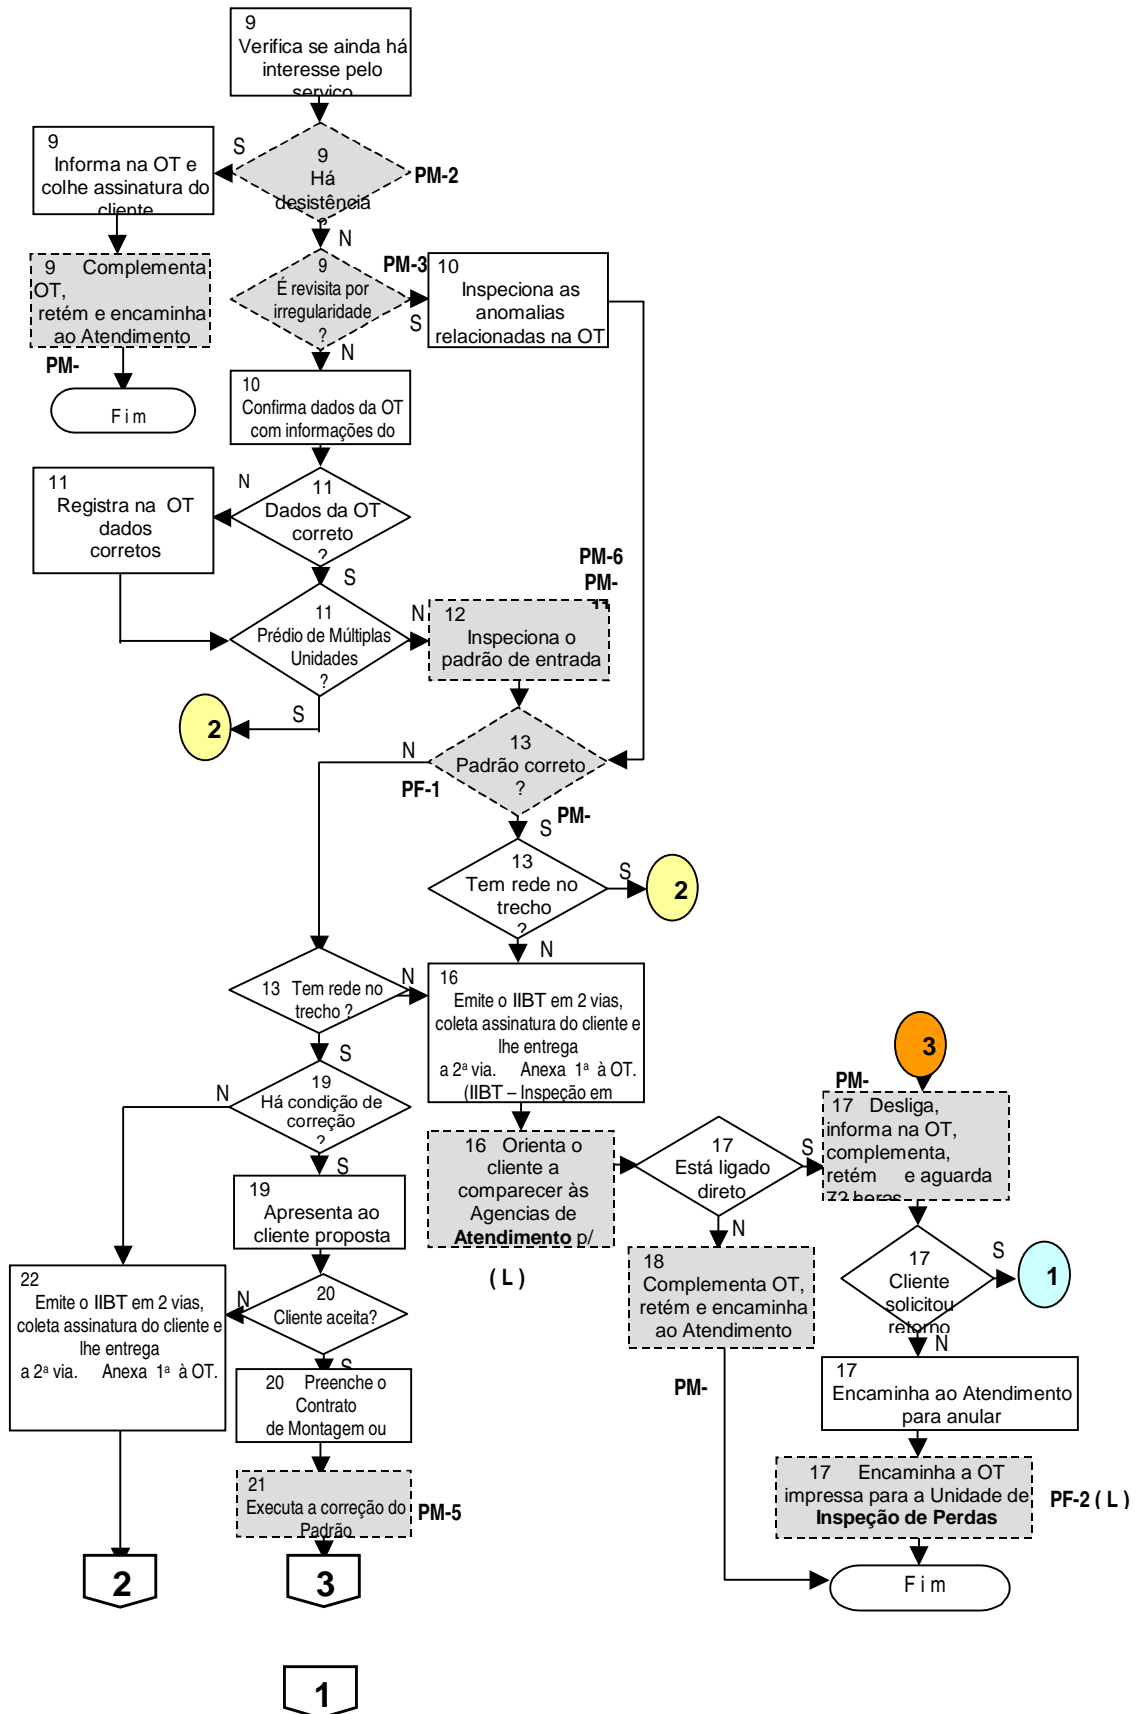 9
Verifica se ainda há
interesse pelo
serviço
9
Informa na OT e
colhe assinatura do
cliente
S
9
Há
desistência
?
PM-2
N
9 Complementa
OT,
retém e encaminha
ao Atendimento
PM-
Fim
9
É revisita por
irregularidade
?
PM-3
S
N
10
Inspeciona as
anomalias
relacionadas na OT
10
Confirma dados da OT
com informações do
11
Registra na OT
dados
corretos
N
11
Dados da OT
correto
?
S
PM-6
PM-
11
11
Prédio de Múltiplas
Unidades
?
N
12
Inspeciona o
padrão de entrada
S
2
N
13
Padrão correto
?
PF-1
PM-
S
13
Tem rede no
trecho
?
S
2
N
13 Tem rede no
trecho ?
N
S
16
Emite o IIBT em 2 vias,
coleta assinatura do cliente e
lhe entrega
a 2ª via. Anexa 1ª à OT.
(IIBT – Inspeção em
3
PM-
N
19
Há condição de
correção
?
S
16 Orienta o
cliente a
comparecer às
Agencias de
Atendimento p/
( L )
17
Está ligado
direto
S
N
17 Desliga,
informa na OT,
complementa,
retém e aguarda
72 horas
19
Apresenta ao
cliente proposta
18
Complementa OT,
retém e encaminha
ao Atendimento
PM-
17
Cliente
solicitou
retorno
S
1
N
22
Emite o IIBT em 2 vias,
coleta assinatura do cliente e
lhe entrega
a 2ª via. Anexa 1ª à OT.
N
20
Cliente aceita?
S
20 Preenche o
Contrato
de Montagem ou
17
Encaminha ao Atendimento
para anular
21
Executa a correção do
Padrão
PM-5
17 Encaminha a OT
impressa para a Unidade de
Inspeção de Perdas
PF-2 ( L )
2
3
Fim
1